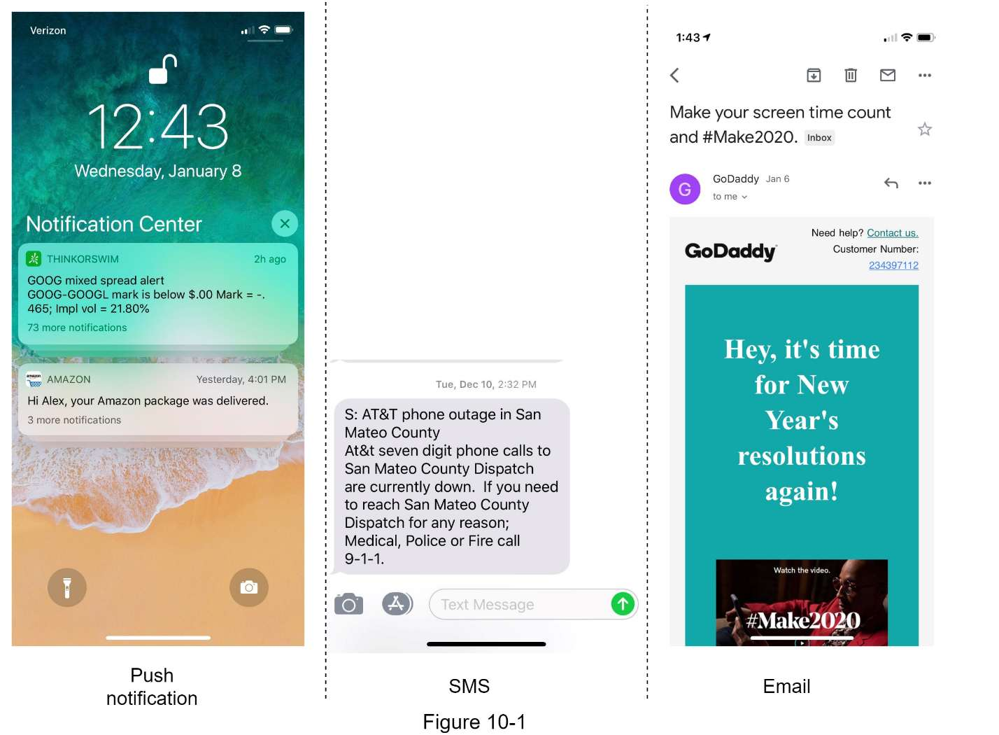 Verizon
12:43
Wednesday, January 8
Notification Center
THINKORSWIM 2h ago
GOOG mixed spread alert
GOOG-GOOGL mark is below $.00 Mark = -.
465; Impl vol = 21.80%
73 more notifications
amazon
AMAZON Yesterday, 4:01 PM
Hi Alex, your Amazon package was delivered.
3 more notifications
Push
notification
Tue, Dec 10, 2:32 PM
S: AT&T phone outage in San
Mateo County
At&t seven digit phone calls to
San Mateo County Dispatch
are currently down.  If you need
to reach San Mateo County
Dispatch for any reason;
Medical, Police or Fire call
9-1-1.
Text Message
SMS
1:43
Make your screen time count
and #Make2020. Inbox
G
GoDaddy Jan 6
to me
Need help? Contact us.
GoDaddy
Customer Number:
234397112
Hey, it's time
for New
Year's
resolutions
again!
Watch the video.
#Make2020
Email
Figure 10-1